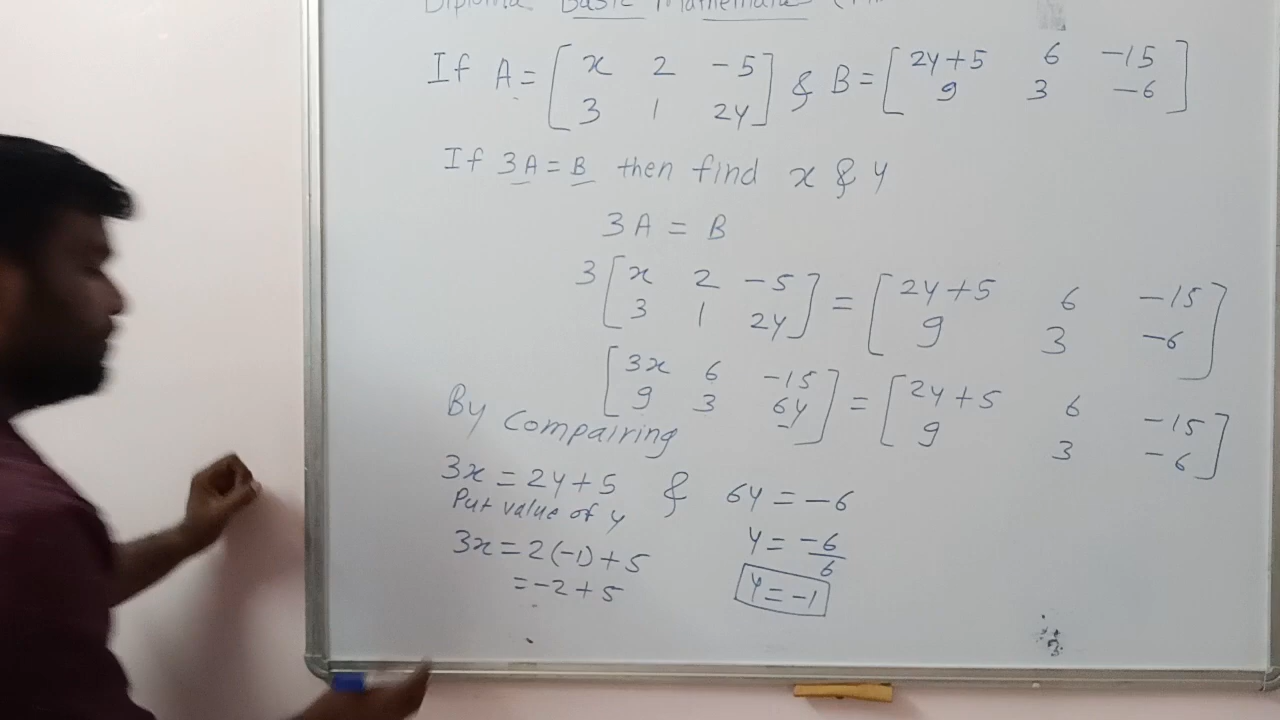 Diploma Basic Mathematics
If A = [ x 2 -5 ] & B = [ 2y+5 6 -15 ]
[ 3 1 2y ] [ 9 3 -6 ]
If 3A = B then find x & y
3A = B
3 [ x 2 -5 ] = [ 2y+5 6 -15 ]
[ 3 1 2y ] [ 9 3 -6 ]
[ 3x 6 -15 ] = [ 2y+5 6 -15 ]
[ 9 3 6y ] [ 9 3 -6 ]
By Compairing
3x = 2y+5 & 6y = -6
Put value of y
3x = 2(-1)+5 y = -6/6
= -2+5 y = -1